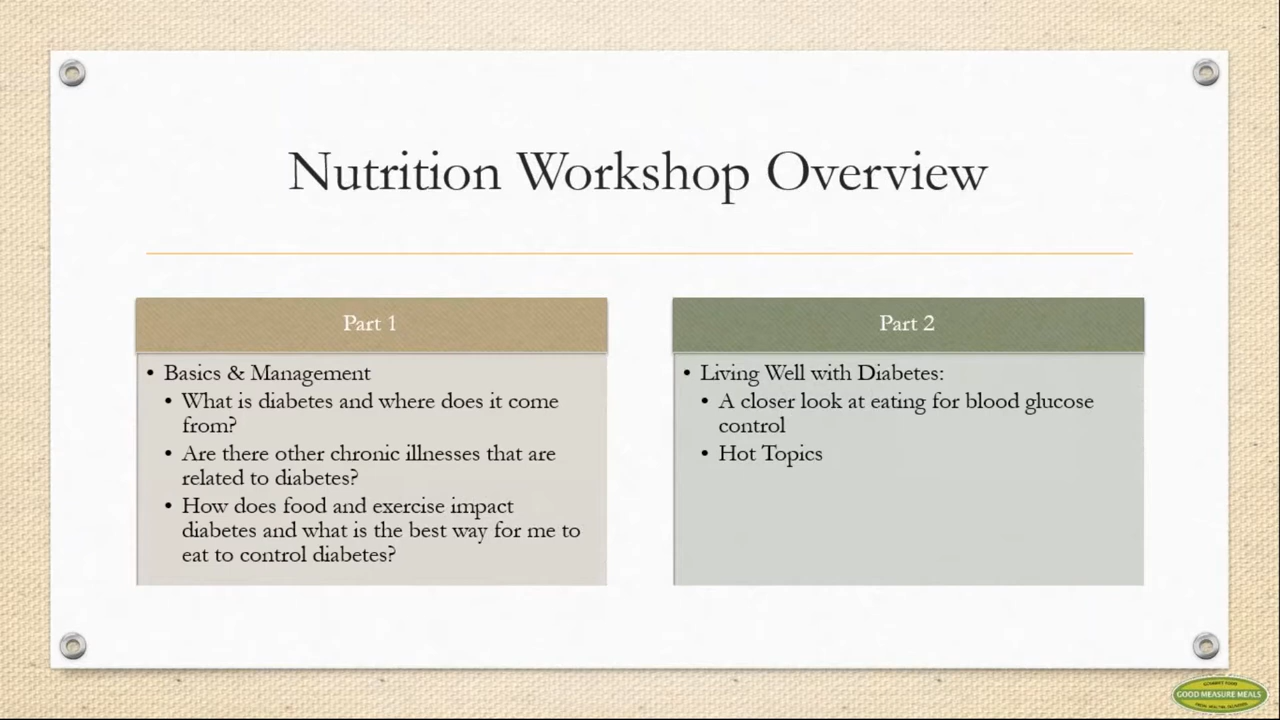 Nutrition Workshop Overview
Part 1
• Basics & Management
• What is diabetes and where does it come
from?
• Are there other chronic illnesses that are
related to diabetes?
• How does food and exercise impact
diabetes and what is the best way for me to
eat to control diabetes?
Part 2
• Living Well with Diabetes:
• A closer look at eating for blood glucose
control
• Hot Topics
GOURMET FOOD
GOOD MEASURE MEALS